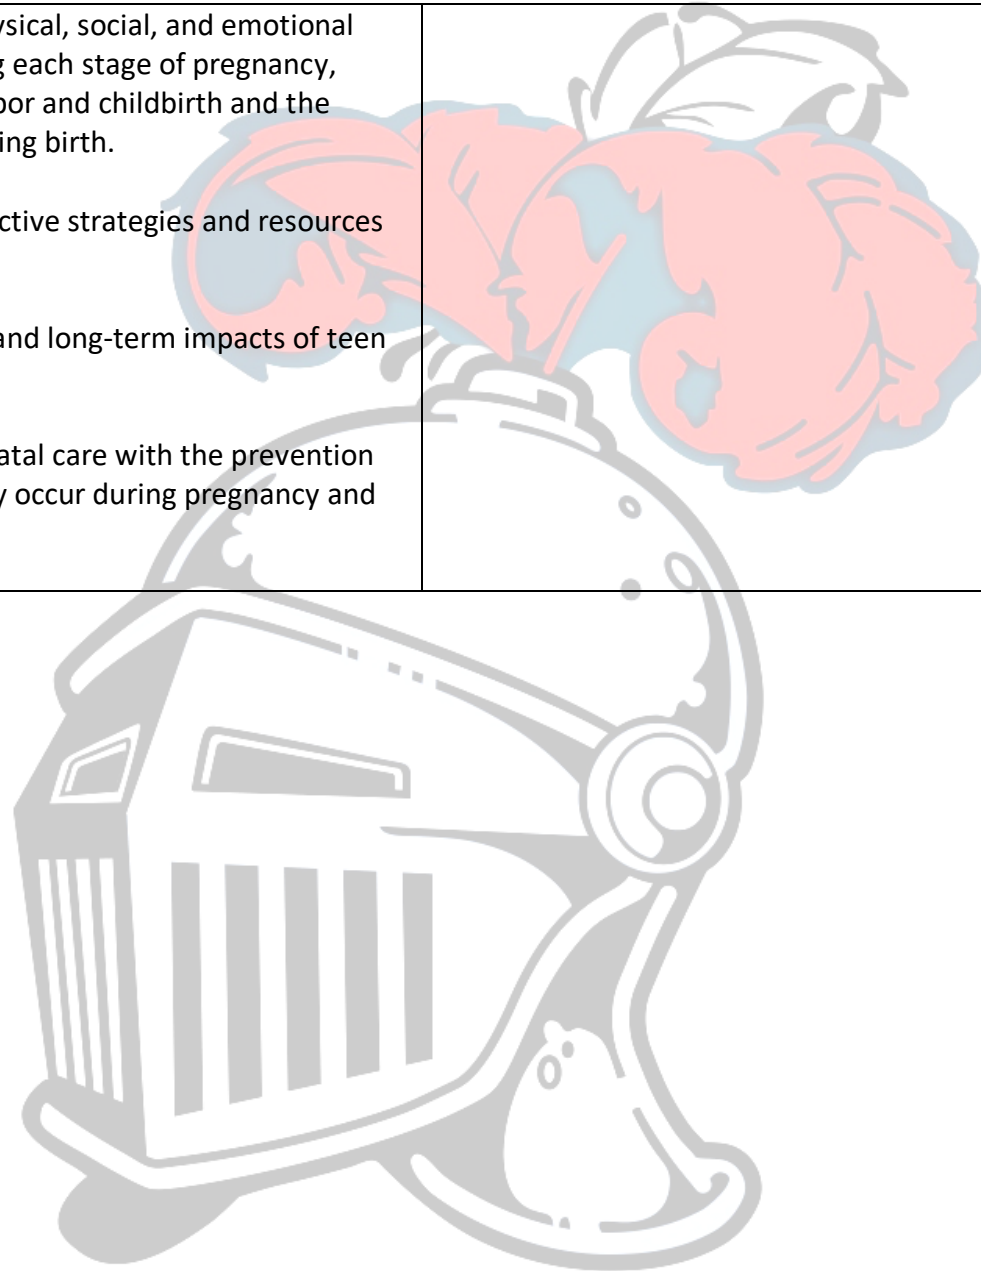 ysical, social, and emotional
g each stage of pregnancy,
bor and childbirth and the
ing birth.
ctive strategies and resources
and long-term impacts of teen
atal care with the prevention
y occur during pregnancy and